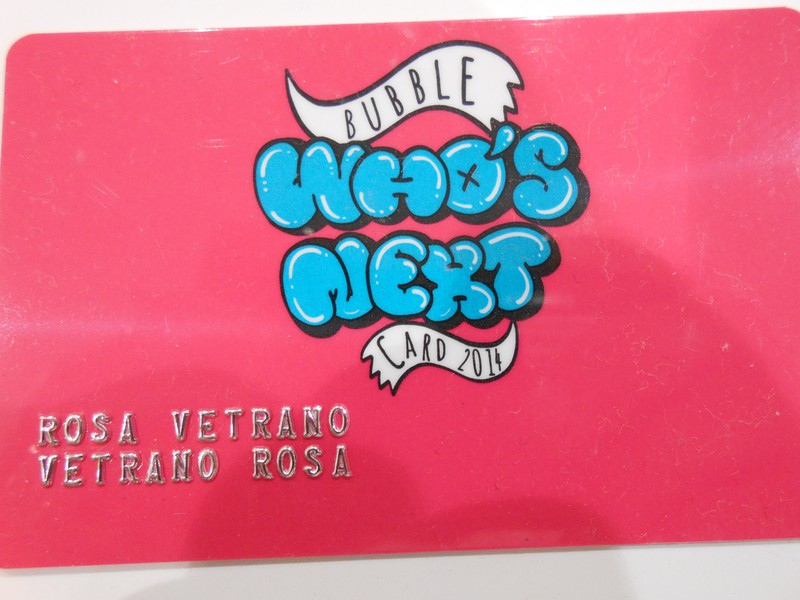 BUBBLE
WHO'S
NEXT
CARD 2014
ROSA VETRANO
VETRANO ROSA